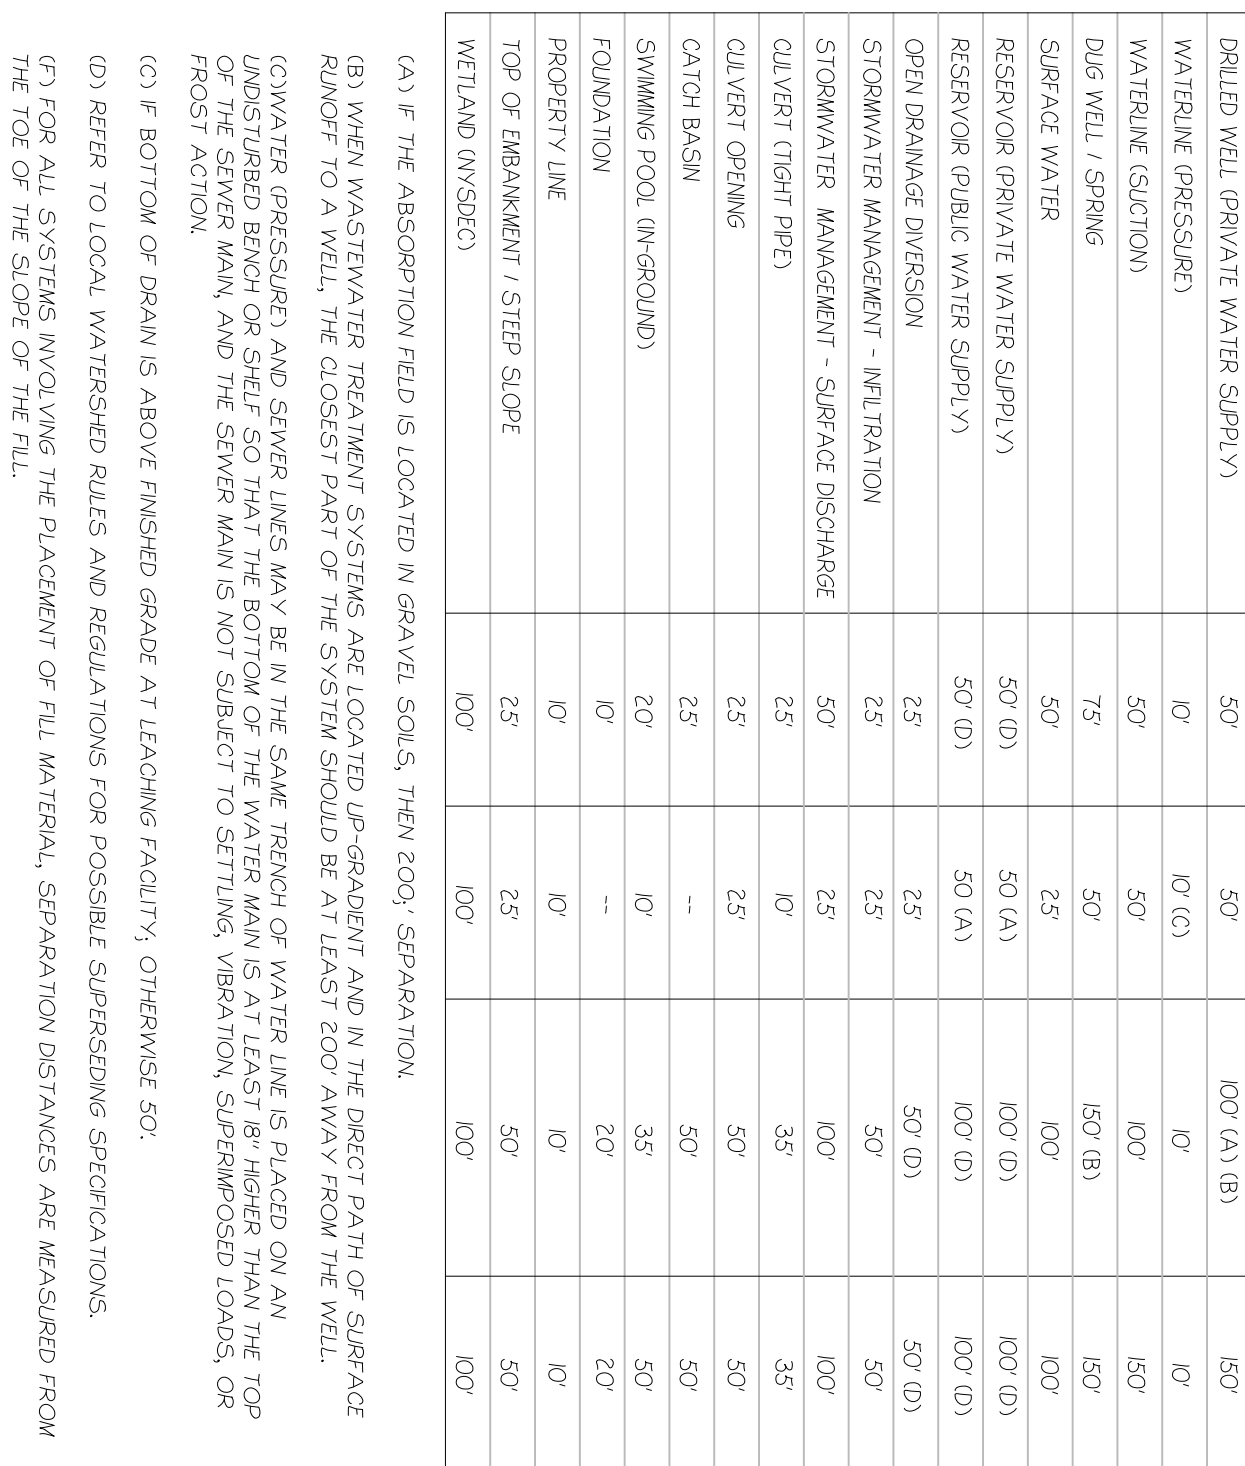 DRILLED WELL (PRIVATE WATER SUPPLY) 50' 50' 100' (A) (B) 150'
WATERLINE (PRESSURE) 10' 10' (C) 10' 10'
WATERLINE (SUCTION) 50' 50' 100' 150'
DUG WELL / SPRING 75' 50' 150' (B) 150'
SURFACE WATER 50' 25' 100' 100'
RESERVOIR (PRIVATE WATER SUPPLY) 50' (D) 50 (A) 100' (D) 100' (D)
RESERVOIR (PUBLIC WATER SUPPLY) 50' (D) 50 (A) 100' (D) 100' (D)
OPEN DRAINAGE DIVERSION 25' 25' 50' (D) 50' (D)
STORMWATER MANAGEMENT - INFILTRATION 25' 25' 50' 50'
STORMWATER MANAGEMENT - SURFACE DISCHARGE 50' 25' 100' 100'
CULVERT (TIGHT PIPE) 25' 10' 35' 35'
CULVERT OPENING 25' 25' 50' 50'
CATCH BASIN 25' -- 50' 50'
SWIMMING POOL (IN-GROUND) 20' 10' 35' 50'
FOUNDATION 10' -- 20' 20'
PROPERTY LINE 10' 10' 10' 10'
TOP OF EMBANKMENT / STEEP SLOPE 25' 25' 50' 50'
WETLAND (NYSDEC) 100' 100' 100' 100'
(A) IF THE ABSORPTION FIELD IS LOCATED IN GRAVEL SOILS, THEN 200;' SEPARATION.
(B) WHEN WASTEWATER TREATMENT SYSTEMS ARE LOCATED UP-GRADIENT AND IN THE DIRECT PATH OF SURFACE
RUNOFF TO A WELL, THE CLOSEST PART OF THE SYSTEM SHOULD BE AT LEAST 200' AWAY FROM THE WELL.
(C)WATER (PRESSURE) AND SEWER LINES MAY BE IN THE SAME TRENCH OF WATER LINE IS PLACED ON AN
UNDISTURBED BENCH OR SHELF SO THAT THE BOTTOM OF THE WATER MAIN IS AT LEAST 18" HIGHER THAN THE TOP
OF THE SEWER MAIN, AND THE SEWER MAIN IS NOT SUBJECT TO SETTLING, VIBRATION, SUPERIMPOSED LOADS, OR
FROST ACTION.
(C) IF BOTTOM OF DRAIN IS ABOVE FINISHED GRADE AT LEACHING FACILITY; OTHERWISE 50'.
(D) REFER TO LOCAL WATERSHED RULES AND REGULATIONS FOR POSSIBLE SUPERSEDING SPECIFICATIONS.
(F) FOR ALL SYSTEMS INVOLVING THE PLACEMENT OF FILL MATERIAL, SEPARATION DISTANCES ARE MEASURED FROM
THE TOE OF THE SLOPE OF THE FILL.